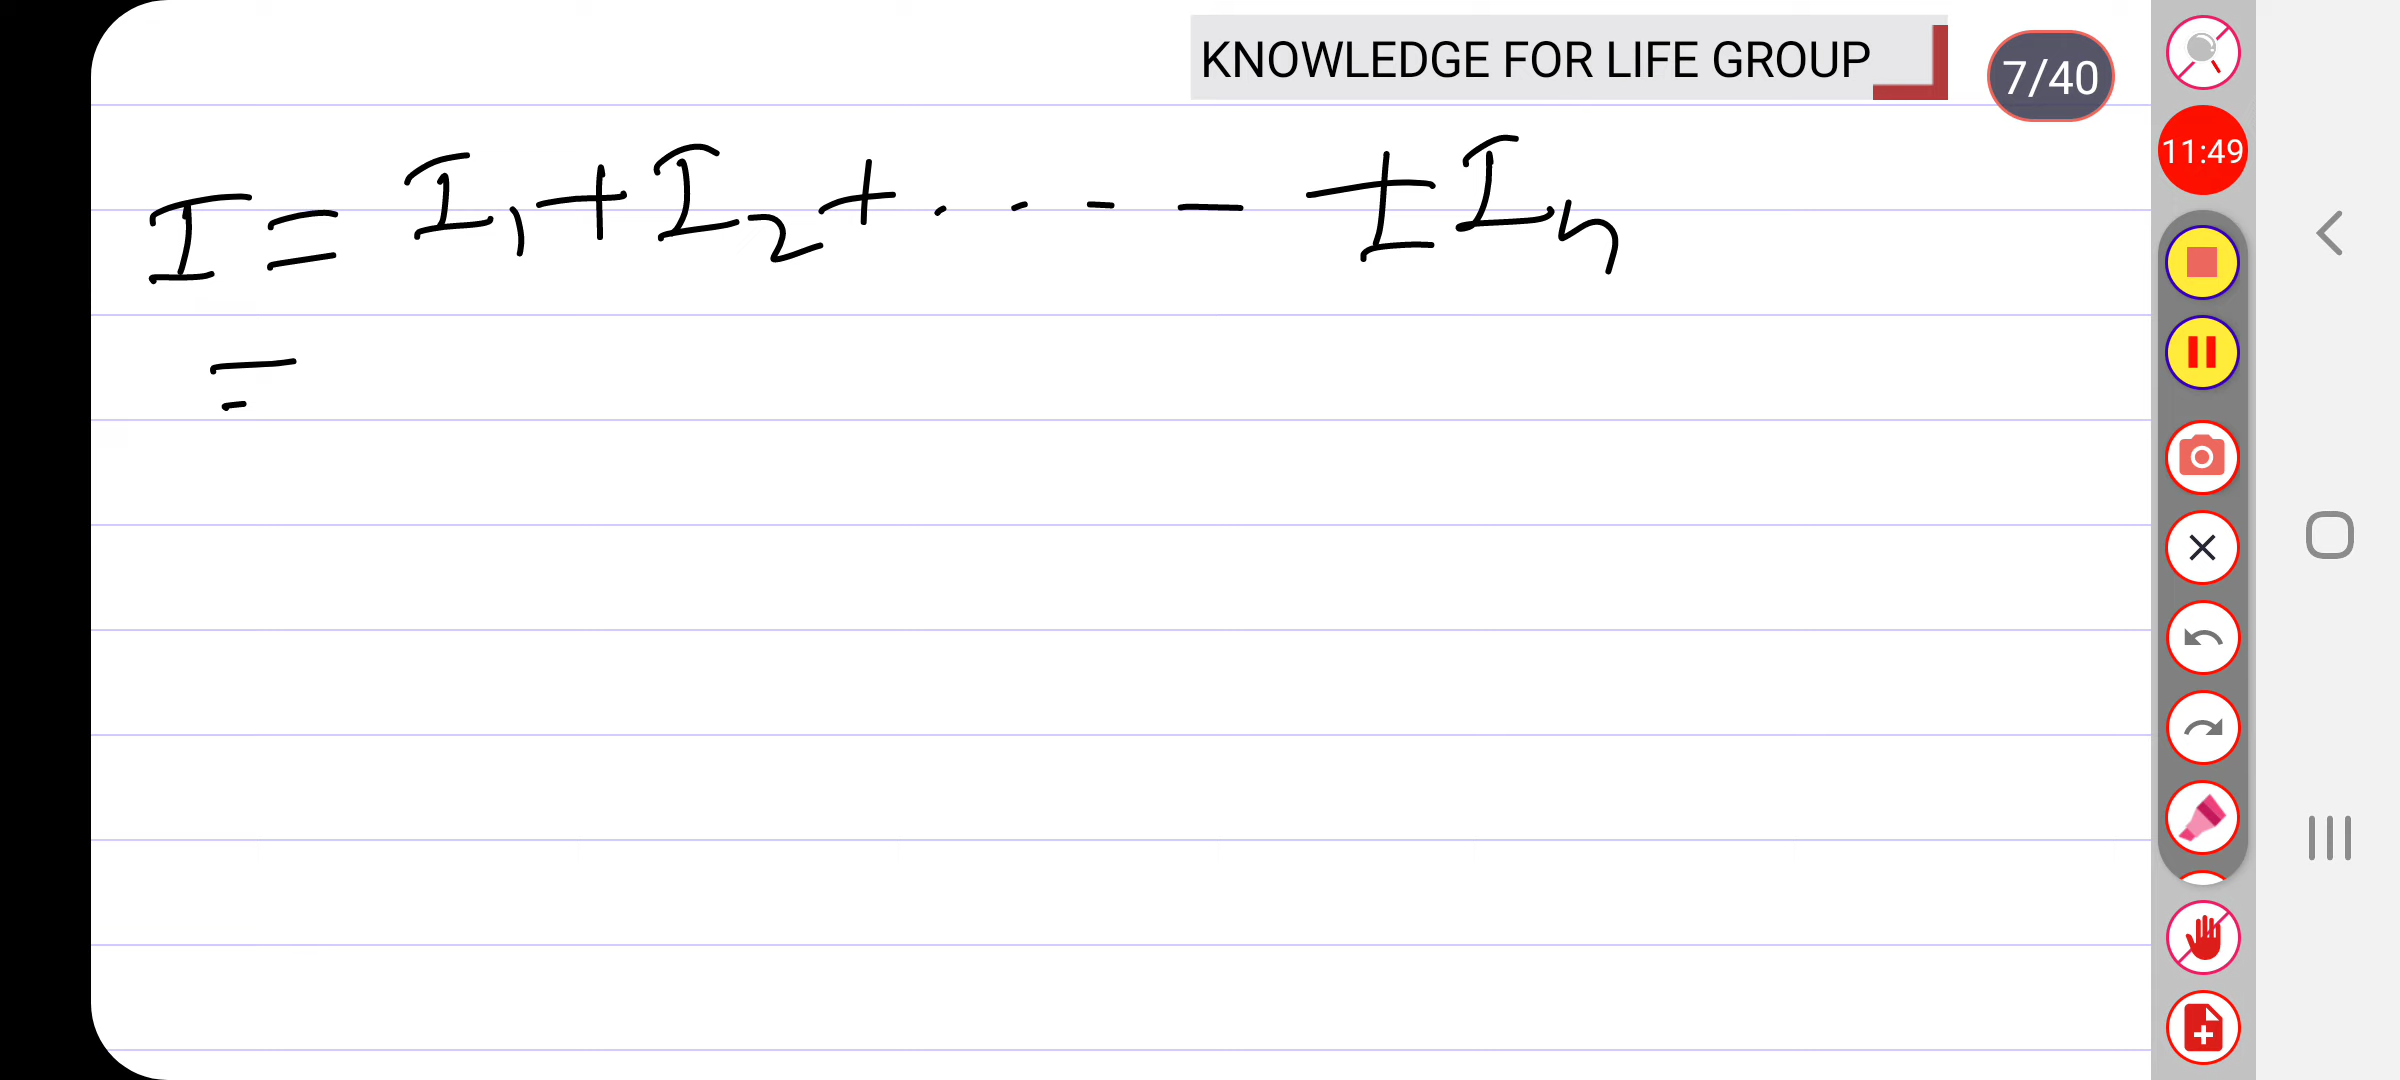 KNOWLEDGE FOR LIFE GROUP
7/40
11:49
I = I₁ + I₂ + . . - - ± Iₙ
=